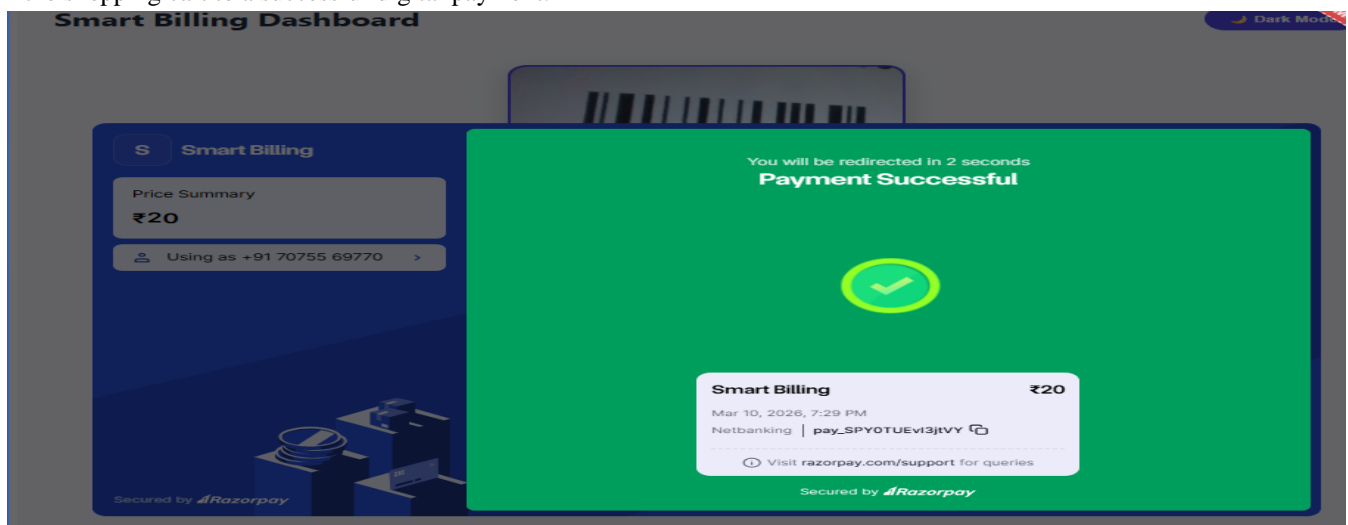 Smart Billing Dashboard
🌙 Dark Mode
S Smart Billing
Price Summary
₹20
Using as +91 70755 69770 >
Secured by Razorpay
You will be redirected in 2 seconds
Payment Successful
Smart Billing ₹20
Mar 10, 2026, 7:29 PM
Netbanking | pay_SPY0TUEvI3jtVY
Visit razorpay.com/support for queries
Secured by Razorpay